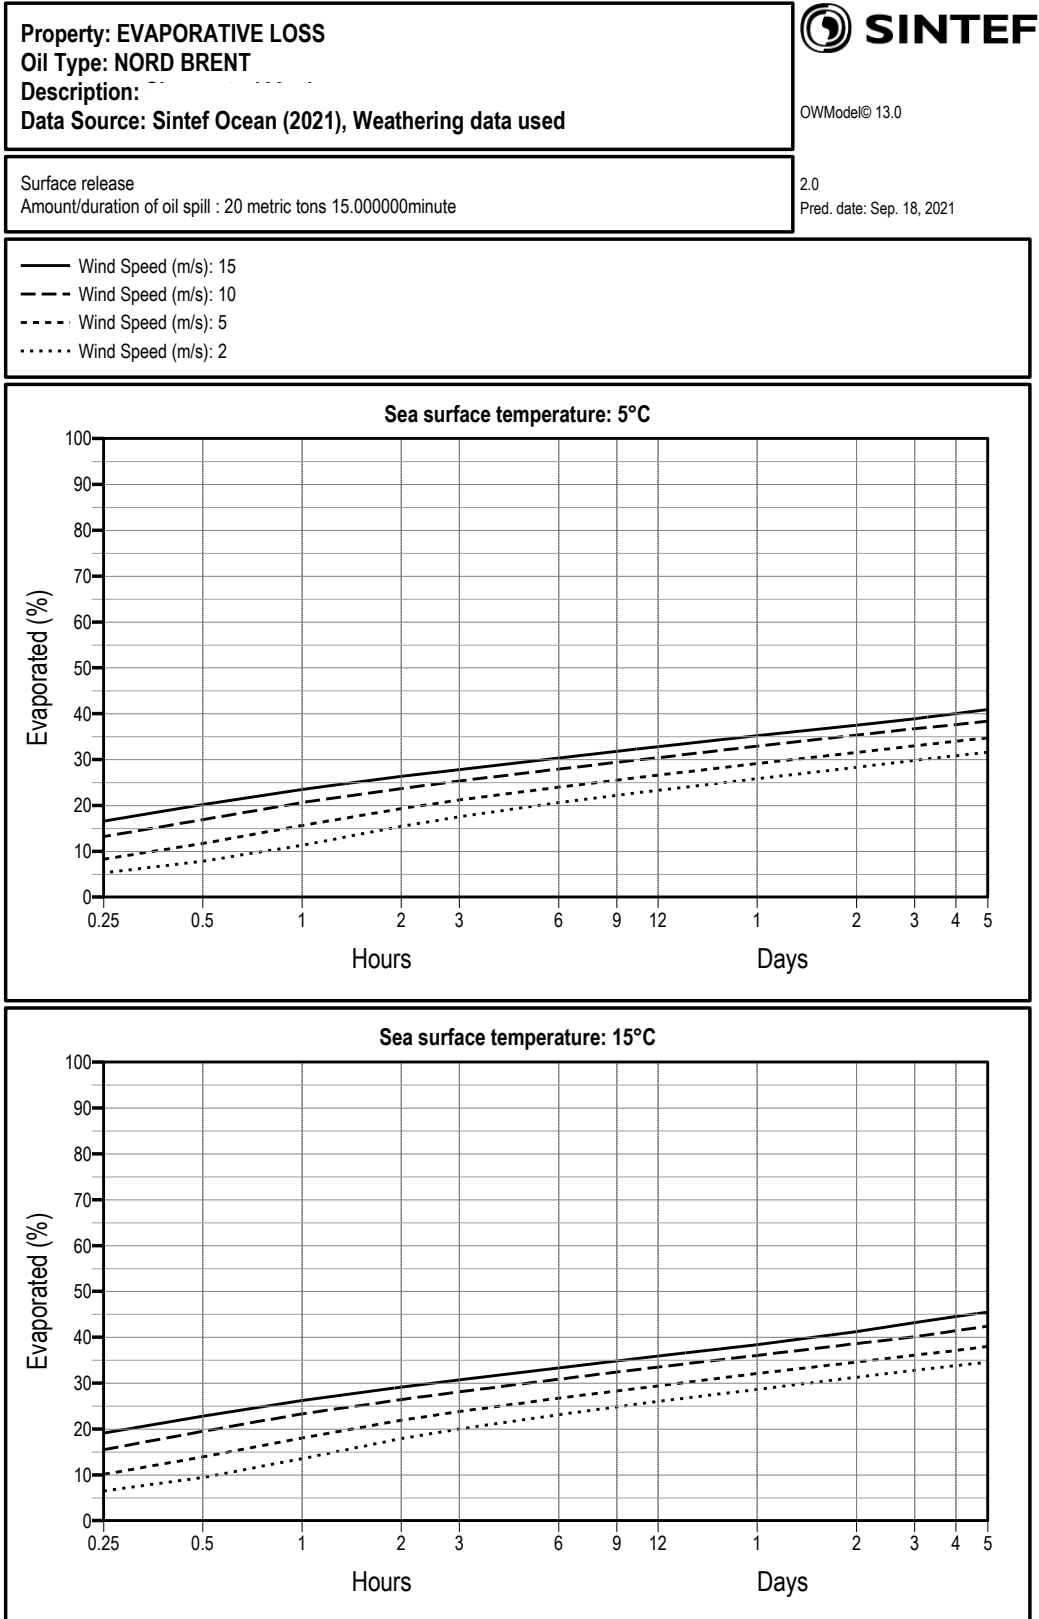 Property: EVAPORATIVE LOSS
Oil Type: NORD BRENT
Description:
Data Source: Sintef Ocean (2021), Weathering data used
SINTEF
OWModel© 13.0
Surface release
Amount/duration of oil spill : 20 metric tons 15.000000minute
2.0
Pred. date: Sep. 18, 2021
Wind Speed (m/s): 15
Wind Speed (m/s): 10
Wind Speed (m/s): 5
Wind Speed (m/s): 2
Sea surface temperature: 5°C
100
90
80
70
60
50
40
30
20
10
0
Evaporated (%)
0.25 0.5 1 2 3 6 9 12 1 2 3 4 5
Hours Days
Sea surface temperature: 15°C
100
90
80
70
60
50
40
30
20
10
0
Evaporated (%)
0.25 0.5 1 2 3 6 9 12 1 2 3 4 5
Hours Days